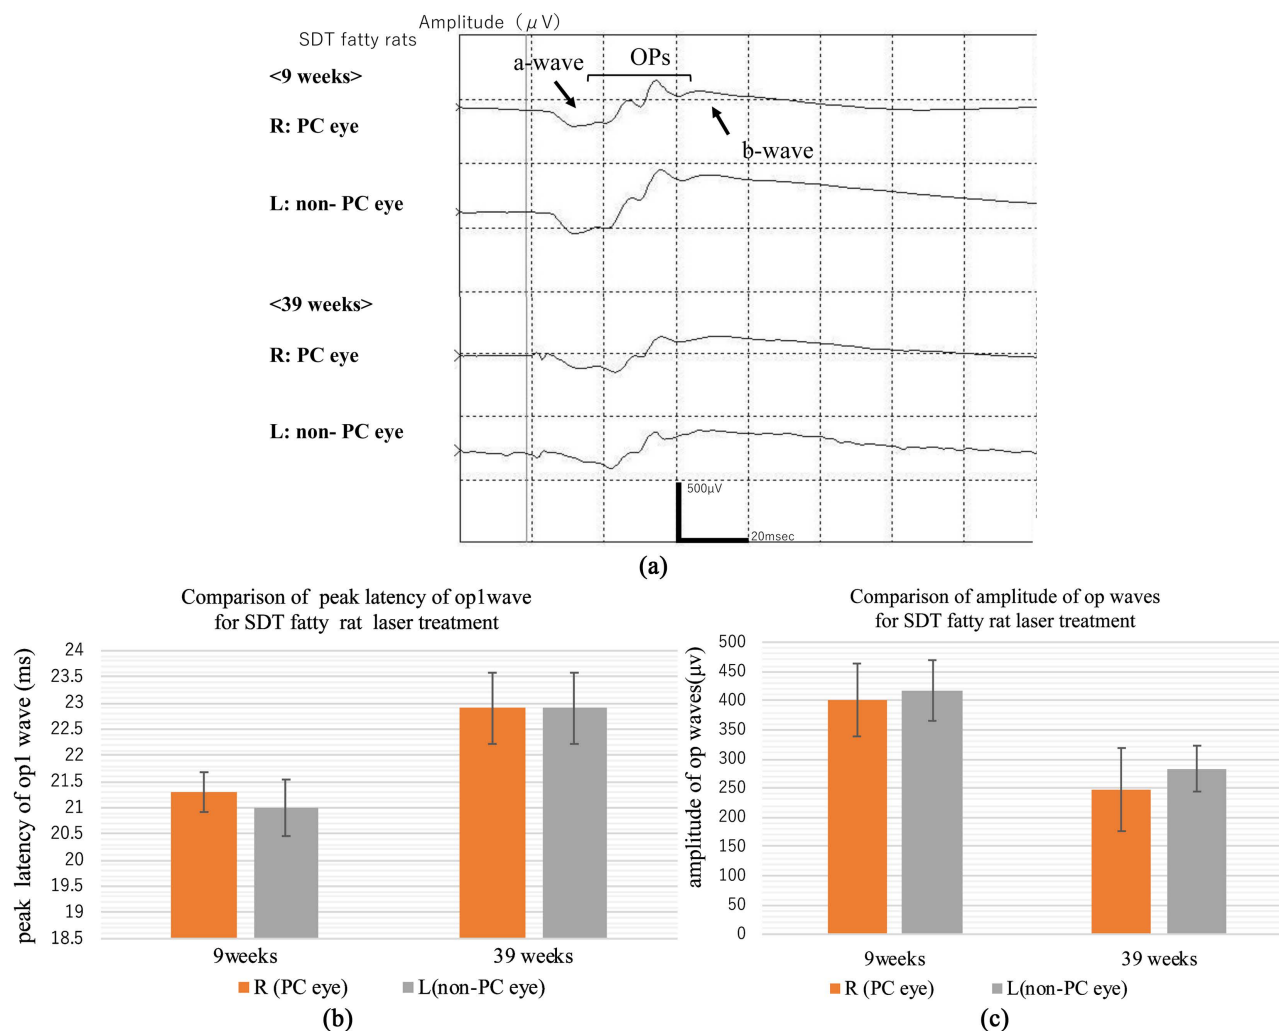 Amplitude（μV）
SDT fatty rats
<9 weeks>
a-wave
OPs
R: PC eye
b-wave
L: non- PC eye
<39 weeks>
R: PC eye
L: non- PC eye
500μV
20msec
(a)
Comparison of peak latency of op1wave
for SDT fatty rat laser treatment
peak latency of op1 wave (ms)
24
23.5
23
22.5
22
21.5
21
20.5
20
19.5
19
18.5
9weeks
39 weeks
R (PC eye)
L(non-PC eye)
(b)
Comparison of amplitude of op waves
for SDT fatty rat laser treatment
amplitude of op waves(μv)
500
450
400
350
300
250
200
150
100
50
0
9weeks
39 weeks
R (PC eye)
L(non-PC eye)
(c)